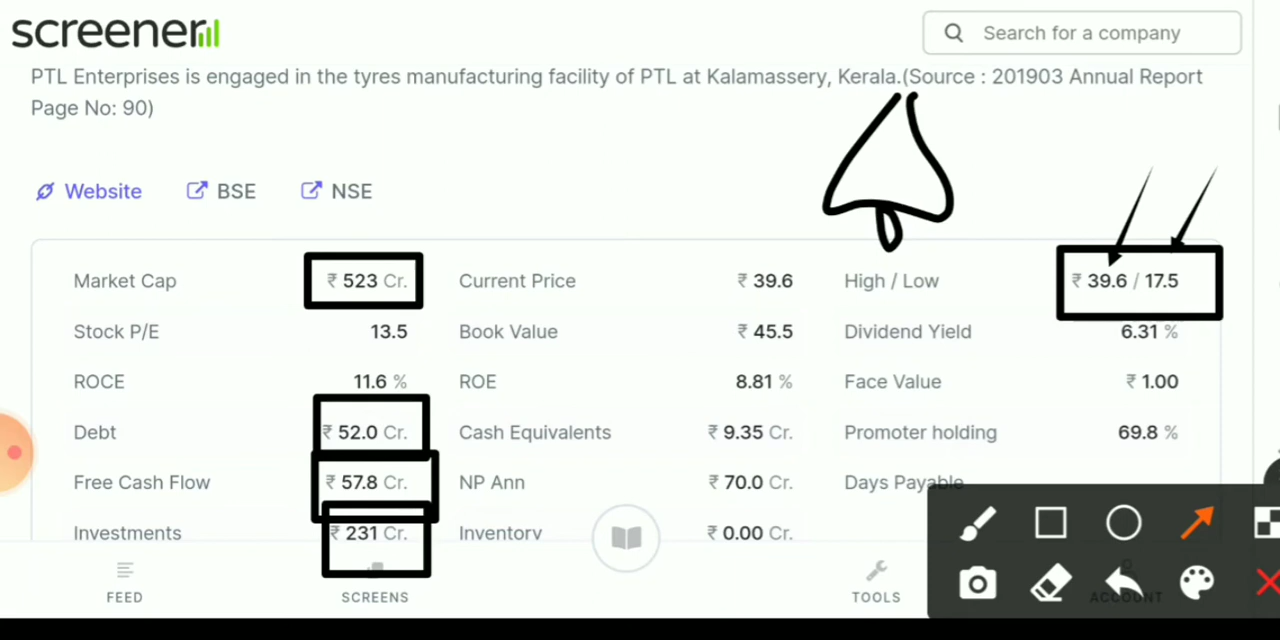 screener
Search for a company
PTL Enterprises is engaged in the tyres manufacturing facility of PTL at Kalamassery, Kerala.(Source : 201903 Annual Report
Page No: 90)
Website BSE NSE
Market Cap ₹ 523 Cr. Current Price ₹ 39.6 High / Low ₹ 39.6 / 17.5
Stock P/E 13.5 Book Value ₹ 45.5 Dividend Yield 6.31 %
ROCE 11.6 % ROE 8.81 % Face Value ₹ 1.00
Debt ₹ 52.0 Cr. Cash Equivalents ₹ 9.35 Cr. Promoter holding 69.8 %
Free Cash Flow ₹ 57.8 Cr. NP Ann ₹ 70.0 Cr. Days Payable
Investments ₹ 231 Cr. Inventory ₹ 0.00 Cr.
FEED SCREENS TOOLS ACCOUNT